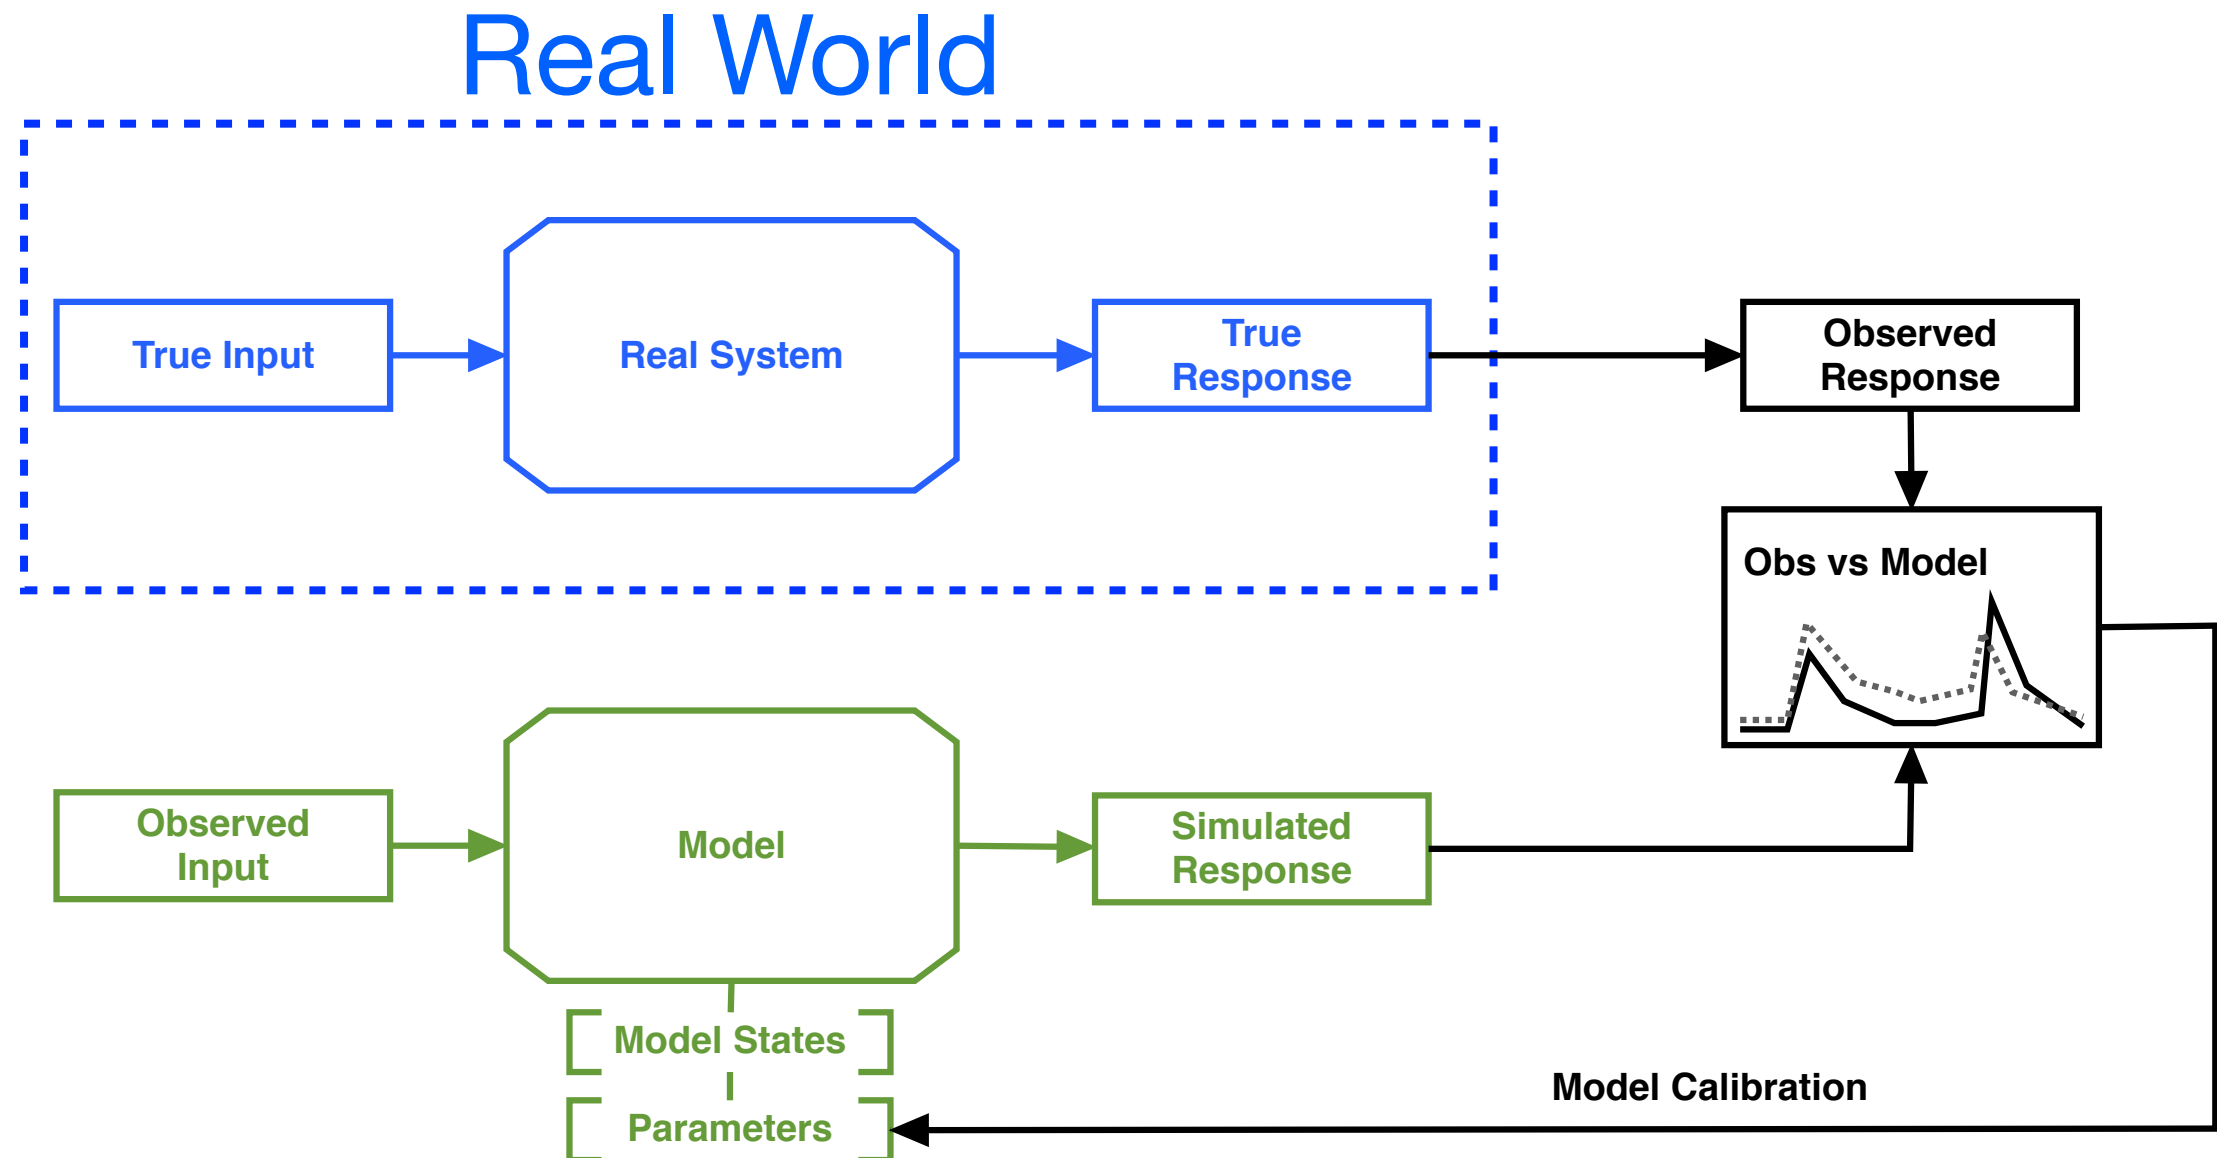 Real World
True Input
Real System
True
Response
Observed
Response
Obs vs Model
Observed
Input
Model
Simulated
Response
Model States
Parameters
Model Calibration